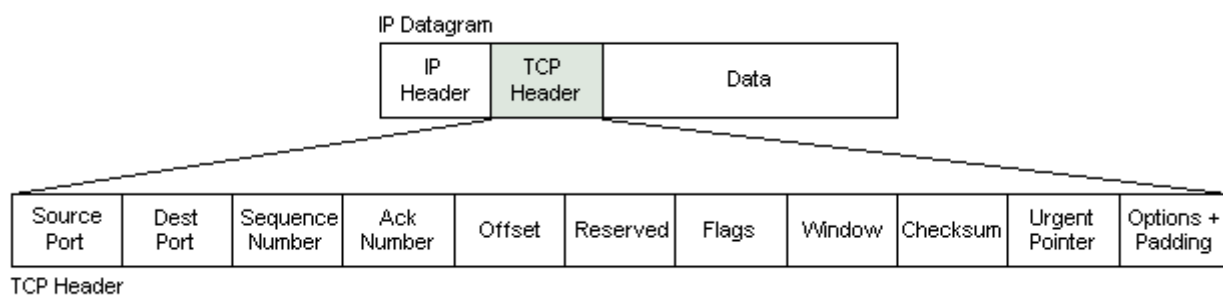 IP Datagram
IP
Header
TCP
Header
Data
Source
Port
Dest
Port
Sequence
Number
Ack
Number
Offset
Reserved
Flags
Window
Checksum
Urgent
Pointer
Options +
Padding
TCP Header